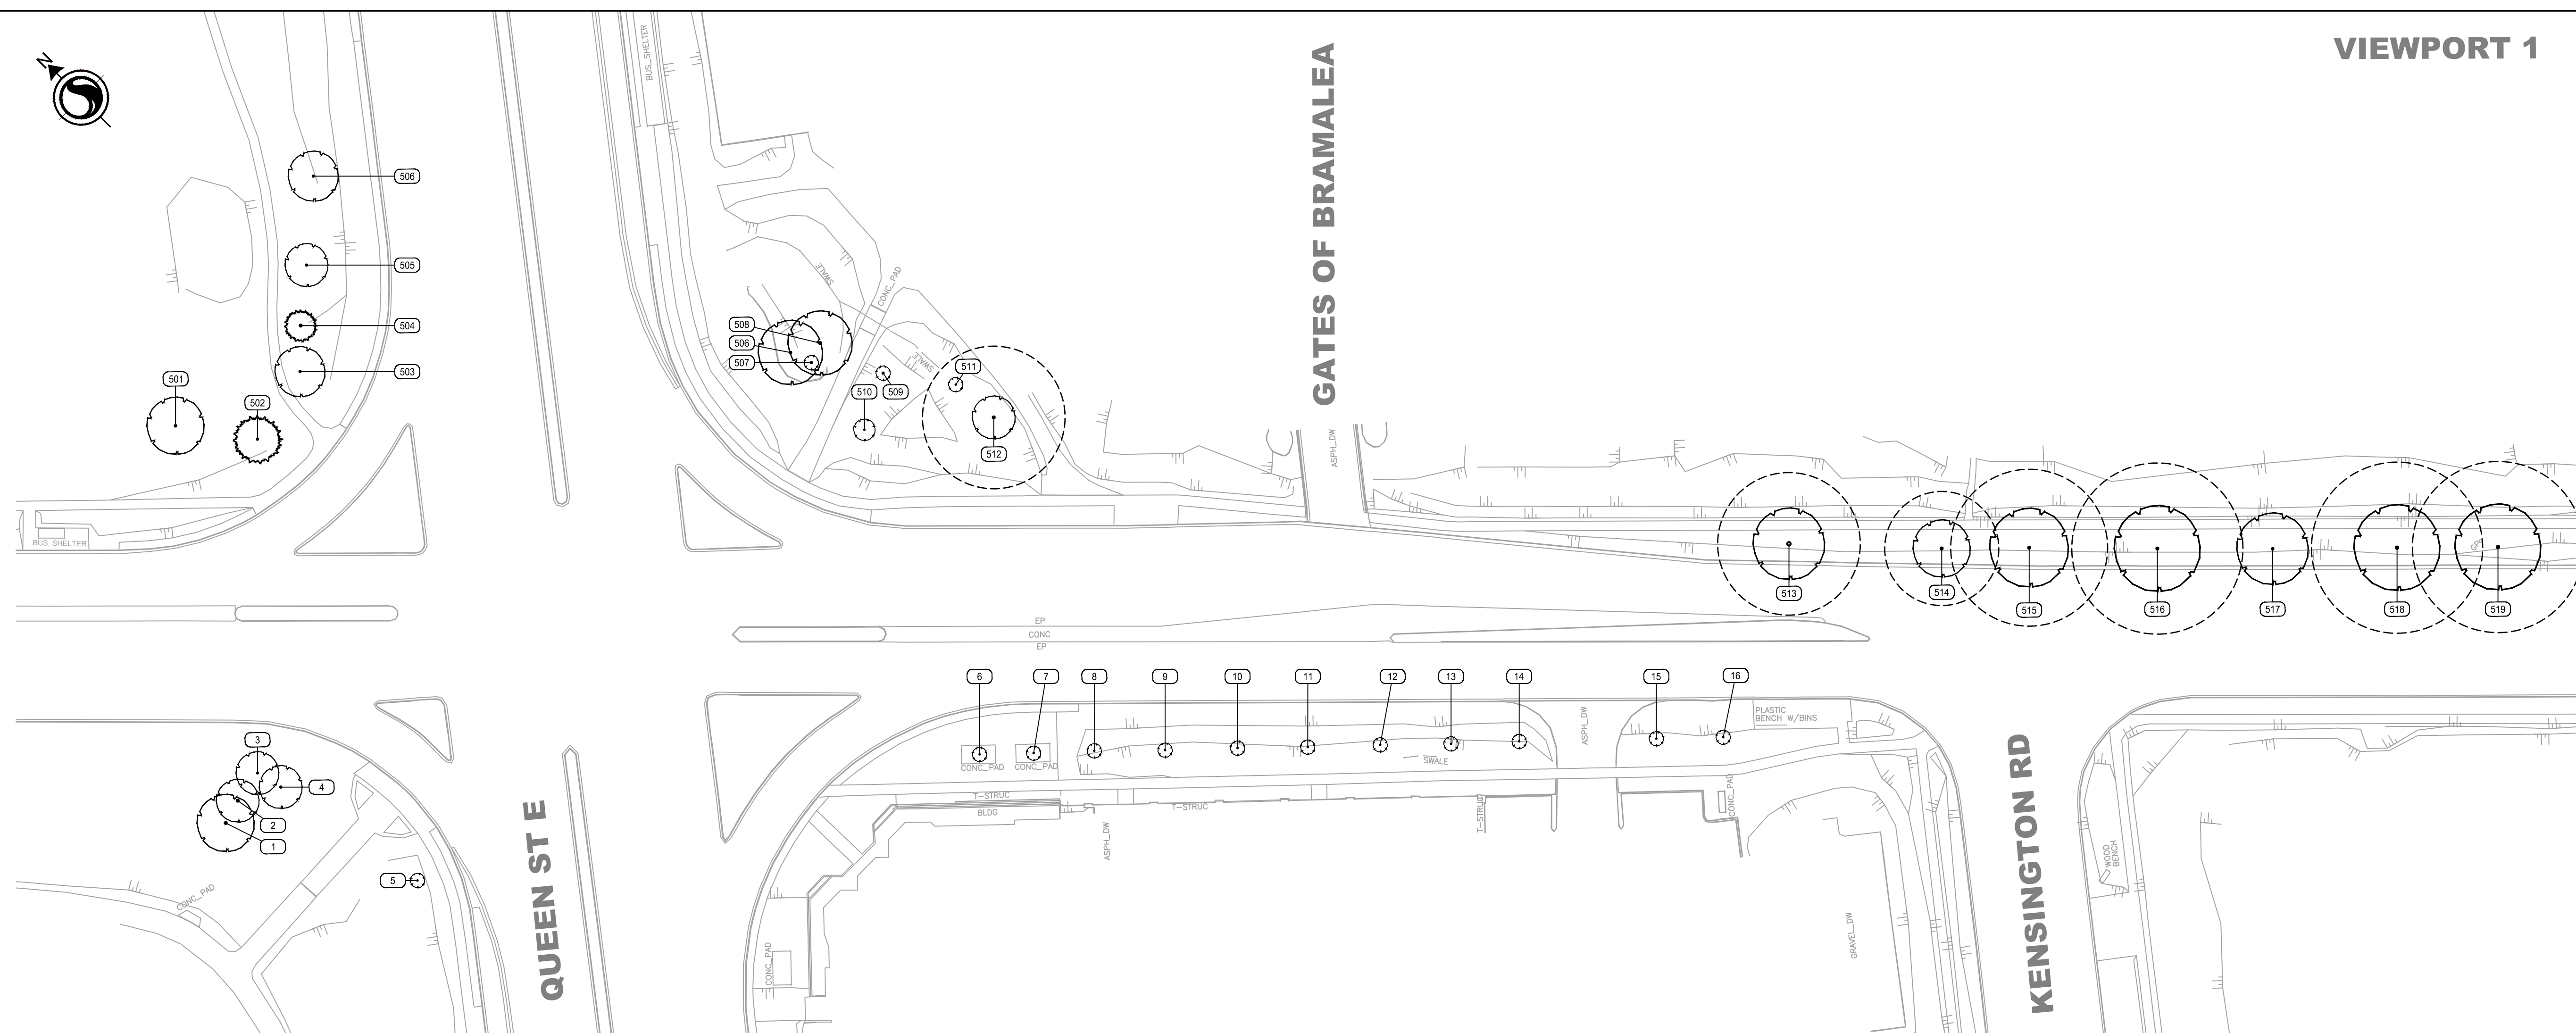 VIEWPORT 1
N
BUS_SHELTER
GATES OF BRAMALEA
506
505
504
503
501
502
BUS_SHELTER
SWALE
CONC_PAD
508
506
507
SWALE
511
510
509
512
ASPH_DW
513
514
515
516
517
518
519
EP
CONC
EP
6
7
8
9
10
11
12
13
14
15
16
PLASTIC
BENCH W/BINS
ASPH_DW
SWALE
CONC_PAD
CONC_PAD
3
4
2
1
5
CONC_PAD
QUEEN ST E
T-STRUC
BLDG
T-STRUC
ASPH_DW
T-STRUC
CONC_PAD
CONC_PAD
GRAVEL_DW
KENSINGTON RD
WOOD
BENCH